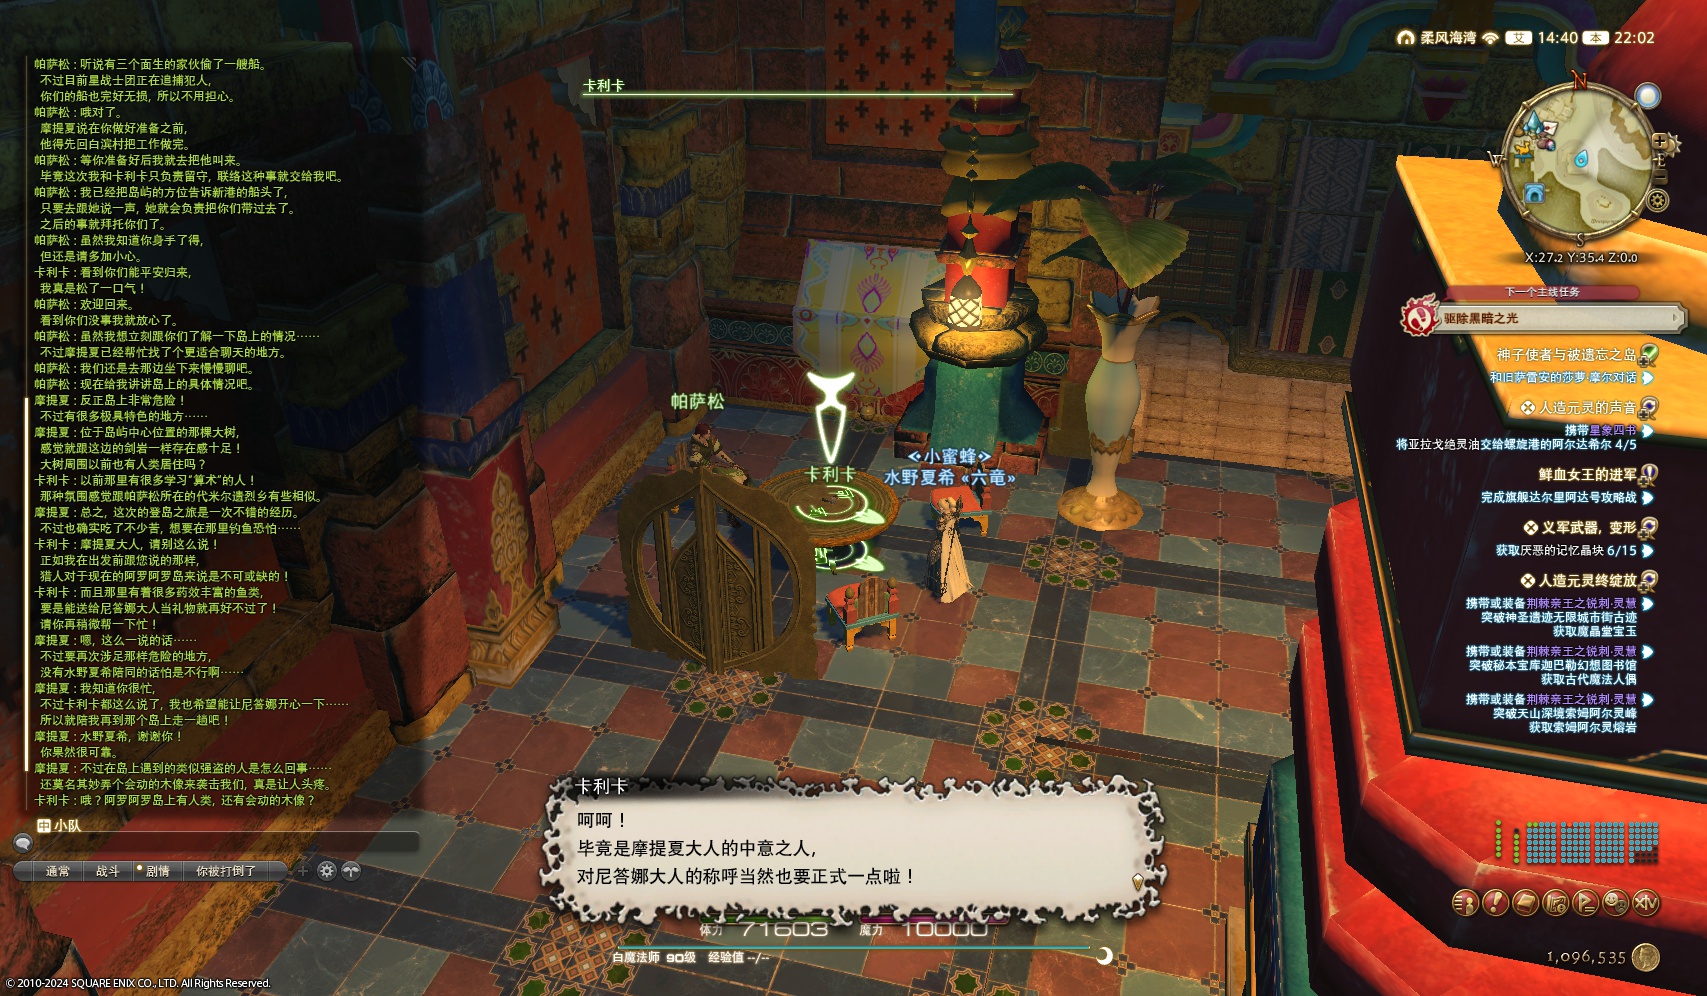 帕萨松：听说有三个面生的家伙偷了一艘船。
不过目前星战士团正在追捕犯人，
你们的船也完好无损，所以不用担心。
帕萨松：哦对了。
摩提夏说在你做好准备之前，
他得先回白滨村把工作做完。
帕萨松：等你准备好后我就去把他叫来。
毕竟这次我和卡利卡只负责留守，联络这种事就交给我吧。
帕萨松：我已经把岛屿的方位告诉新港的船头了，
只要去跟她说一声，她就会负责把你们带过去了。
之后的事就拜托你们了。
帕萨松：虽然我知道你身手了得，
但还是请多加小心。
卡利卡：看到你们能平安归来，
我真是松了一口气！
帕萨松：欢迎回来。
看到你们没事我就放心了。
帕萨松：虽然我想立刻跟你们了解一下岛上的情况……
不过摩提夏已经帮忙找了个更适合聊天的地方。
帕萨松：我们还是去那边坐下来慢慢聊吧。
帕萨松：现在给我讲讲岛上的具体情况吧。
摩提夏：反正岛上非常危险！
不过有很多极具特色的地方……
摩提夏：位于岛屿中心位置的那棵大树，
感觉就跟这边的剑岩一样存在感十足！
大树周围以前也有人类居住吗？
卡利卡：以前那里有很多学习“算术”的人！
那种氛围感觉跟帕萨松所在的代米尔遗烈乡有些相似。
摩提夏：总之，这次的登岛之旅是一次不错的经历。
不过也确实吃了不少苦，想要在那里钓鱼恐怕……
卡利卡：摩提夏大人，请别这么说！
正如我在出发前跟您说的那样，
猎人对于现在的阿罗阿罗岛来说是不可或缺的！
卡利卡：而且那里有着很多药效丰富的鱼类，
要是能送给尼答娜大人当礼物就再好不过了！
请你再稍微帮一下忙！
摩提夏：嗯，这么一说的话……
不过要再次涉足那样危险的地方，
没有水野夏希陪同的话怕是不行啊……
摩提夏：我知道你很忙，
不过卡利卡都这么说了，我也希望能让尼答娜开心一下……
所以就陪我再到那个岛上走一趟吧！
摩提夏：水野夏希，谢谢你！
你果然很可靠。
摩提夏：不过在岛上遇到的类似强盗的人是怎么回事……
还莫名其妙弄个会动的木像来袭击我们，真是让人头疼。
卡利卡：哦？阿罗阿罗岛上有人类，还有会动的木像？
小队
通常 战斗 剧情 你被打倒了
© 2010-2024 SQUARE ENIX CO., LTD. All Rights Reserved.
卡利卡
帕萨松
卡利卡
小蜜蜂
水野夏希 «六竜»
卡利卡
呵呵！
毕竟是摩提夏大人的中意之人，
对尼答娜大人的称呼当然也要正式一点啦！
体力 71603 魔力 10000
白魔法师 90级 经验值 --/--
柔风海湾 艾 14:40 本 22:02
N
W
E
S
X:27.2 Y:35.4 Z:0.0
下一个主线任务
驱除黑暗之光
神子使者与被遗忘之岛
和旧萨雷安的莎萝·摩尔对话
人造元灵的声音
携带星象四书
将亚拉戈绝灵油交给螺旋港的阿尔达希尔 4/5
鲜血女王的进军
完成旗舰达尔里阿达号攻略战
义军武器，变形
获取厌恶的记忆晶块 6/15
人造元灵终绽放
携带或装备荆棘亲王之锐刺·灵慧
突破神圣遗迹无限城市街古迹
获取魔晶堂宝玉
携带或装备荆棘亲王之锐刺·灵慧
突破秘本宝库迦巴勒幻想图书馆
获取古代魔法人偶
携带或装备荆棘亲王之锐刺·灵慧
突破天山深境索姆阿尔灵峰
获取索姆阿尔灵熔岩
XIV
1,096,535